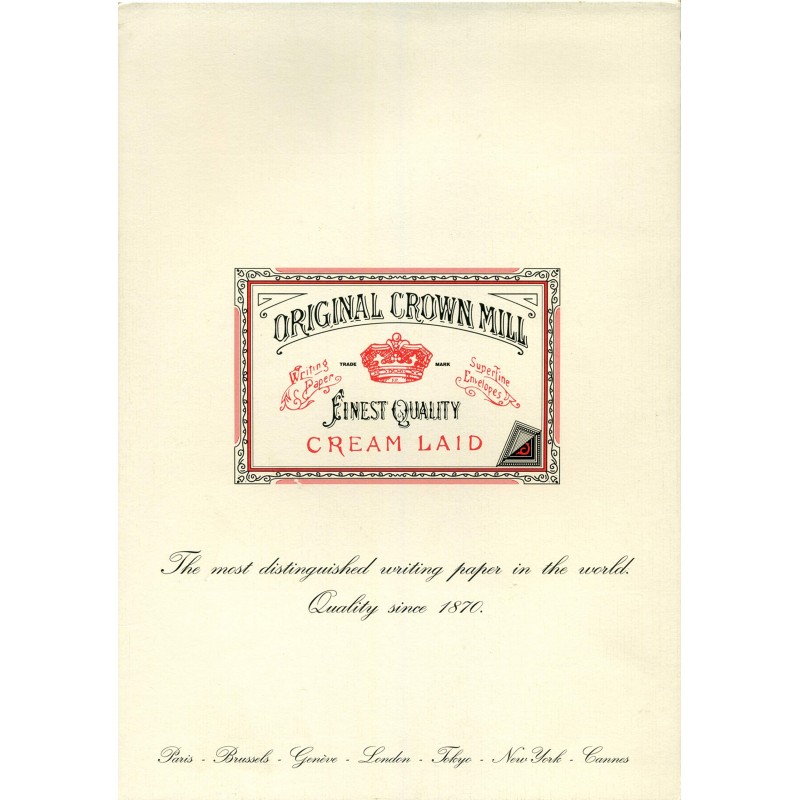 ORIGINAL CROWN MILL
Writing Paper
TRADE MARK
Superfine Envelopes
FINEST QUALITY
CREAM LAID
The most distinguished writing paper in the world.
Quality since 1870.
Paris - Brussels - Genève - London - Tokyo - New York - Cannes